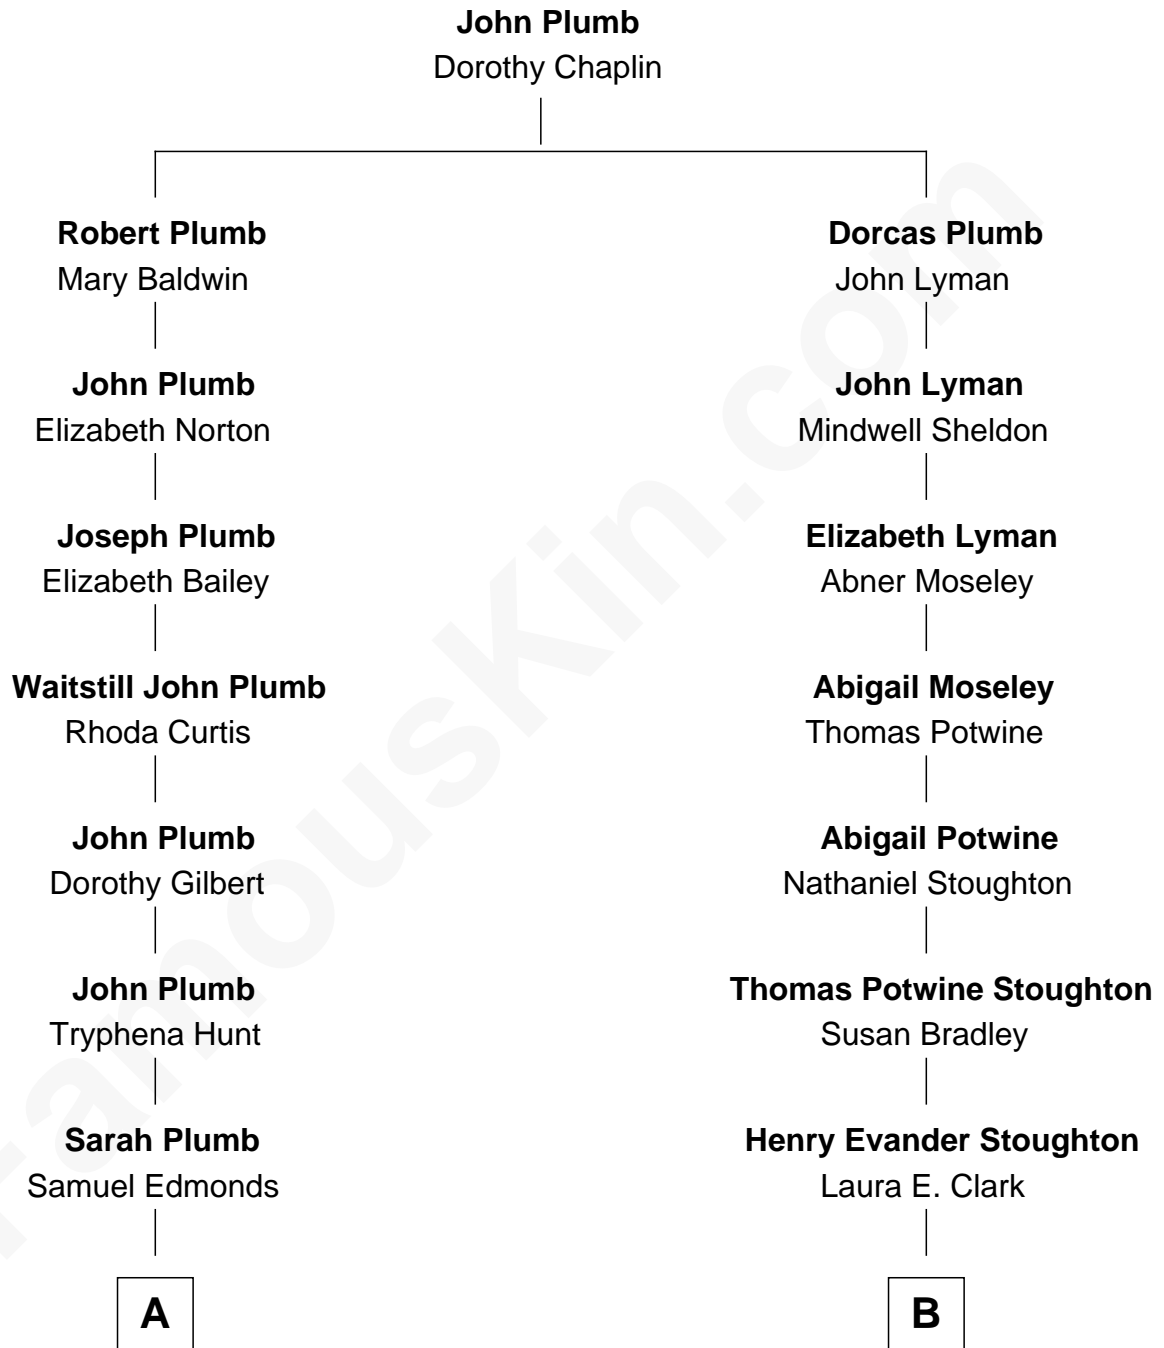 John Plumb
Dorothy Chaplin
Robert Plumb
Mary Baldwin
Dorcas Plumb
John Lyman
John Plumb
Elizabeth Norton
John Lyman
Mindwell Sheldon
Joseph Plumb
Elizabeth Bailey
Elizabeth Lyman
Abner Moseley
Waitstill John Plumb
Rhoda Curtis
Abigail Moseley
Thomas Potwine
John Plumb
Dorothy Gilbert
Abigail Potwine
Nathaniel Stoughton
John Plumb
Tryphena Hunt
Thomas Potwine Stoughton
Susan Bradley
Sarah Plumb
Samuel Edmonds
Henry Evander Stoughton
Laura E. Clark
A
B
FamousKin.com